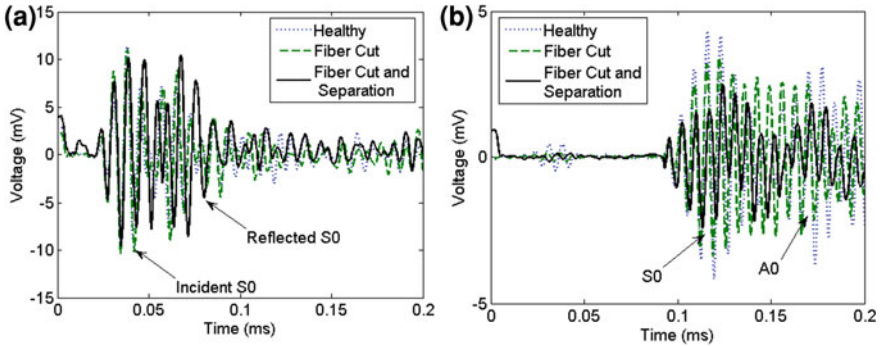 (a)
15
10
5
0
-5
-10
-15
0
0.05
0.1
0.15
0.2
Voltage (mV)
Time (ms)
Healthy
Fiber Cut
Fiber Cut and
Separation
Reflected S0
Incident S0
(b)
5
0
-5
0
0.05
0.1
0.15
0.2
Voltage (mV)
Time (ms)
Healthy
Fiber Cut
Fiber Cut and
Separation
S0
A0